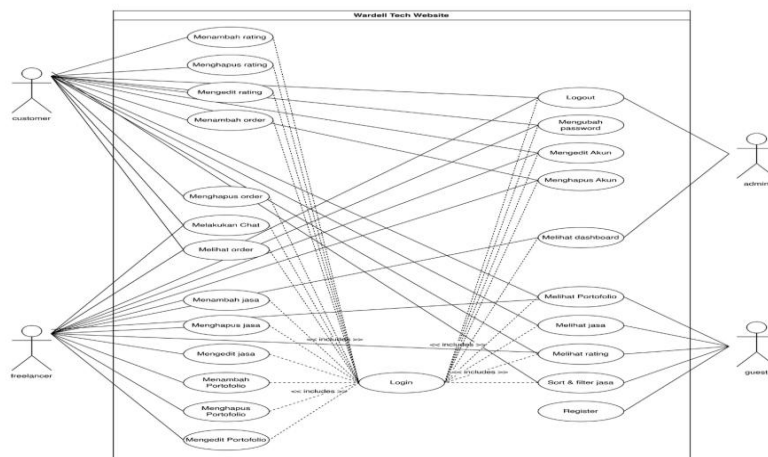 Wardell Tech Website
Menambah rating
Menghapus rating
Mengedit rating
Menambah order
customer
Logout
Mengubah
password
Mengedit Akun
Menghapus Akun
admin
Menghapus order
Melakukan Chat
Melihat order
Melihat dashboard
Menambah jasa
Menghapus jasa
Mengedit jasa
Menambah
Portofolio
Menghapus
Portofolio
Mengedit Portofolio
freelancer
<< includes >>
<< includes >>
Login
<< includes >>
<< includes >>
Melihat Portofolio
Melihat jasa
Melihat rating
Sort & filler jasa
Register
guest